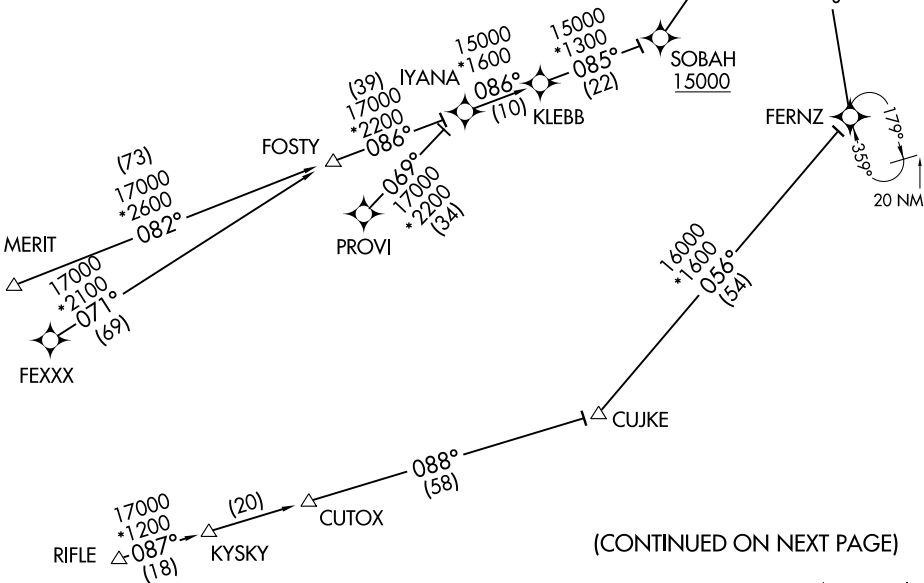 15000
*1300
085°
(22)
SOBAH
15000
15000
*1600
086°
(10)
IYANA
KLEBB
(39)
17000
*2200
086°
FOSTY
FERNZ
179°
359°
20 NM
(73)
17000
*2600
082°
MERIT
069°
17000
*2200
(34)
PROVI
17000
*2100
071°
(69)
FEXXX
16000
*1600
056°
(54)
CUJKE
088°
(58)
CUTOX
(20)
KYSKY
17000
*1200
087°
(18)
RIFLE
(CONTINUED ON NEXT PAGE)